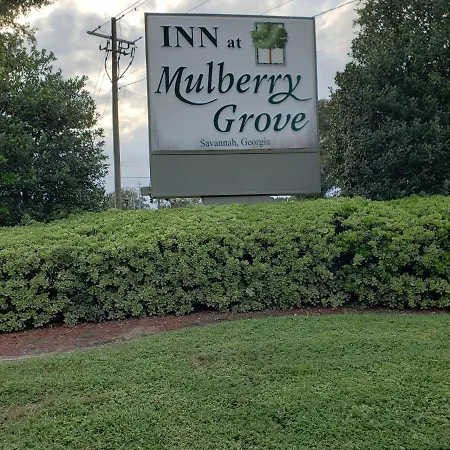 INN at
Mulberry
Grove
Savannah, Georgia